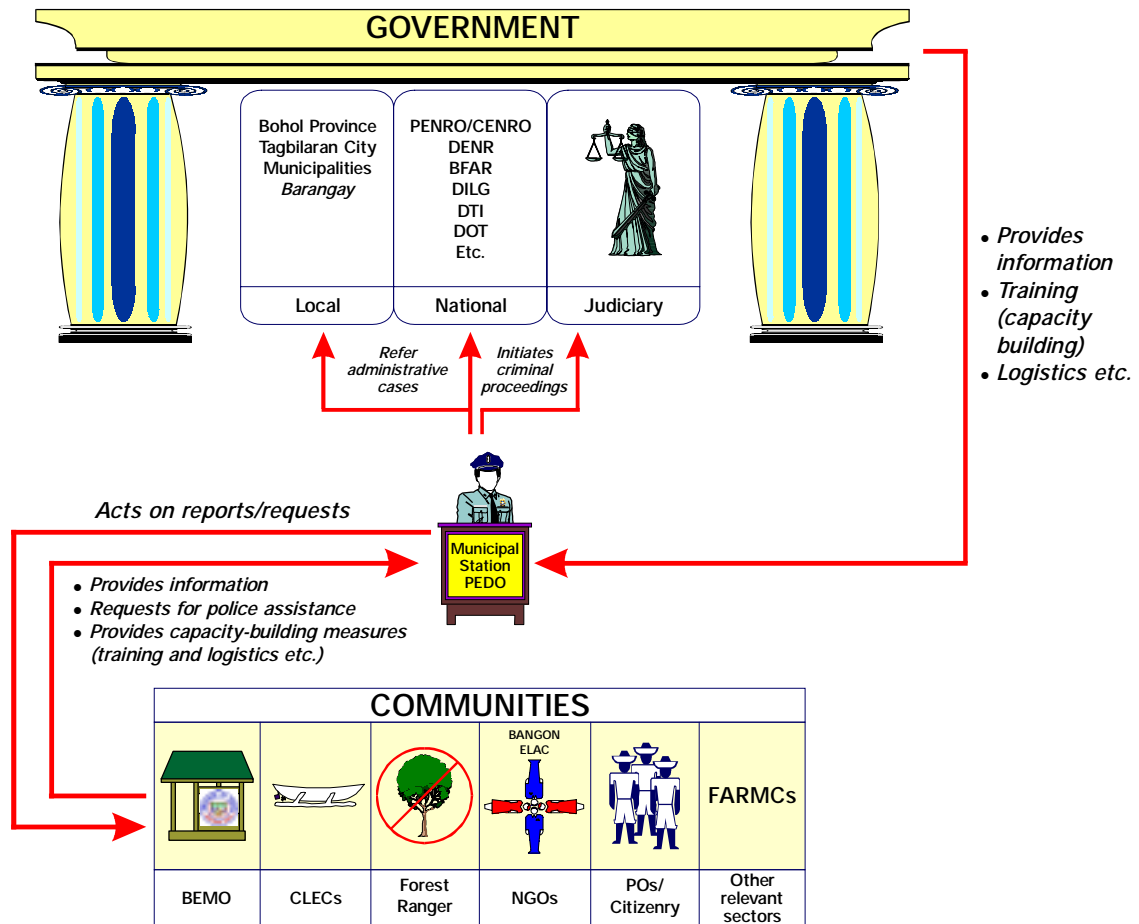 GOVERNMENT
Bohol Province
Tagbilaran City
Municipalities
Barangay
Local
PENRO/CENRO
DENR
BFAR
DILG
DTI
DOT
Etc.
National
Judiciary
• Provides
information
• Training
(capacity
building)
• Logistics etc.
Refer
administrative
cases
Initiates
criminal
proceedings
Acts on reports/requests
Municipal
Station
PEDO
• Provides information
• Requests for police assistance
• Provides capacity-building measures
(training and logistics etc.)
COMMUNITIES
BANGON
ELAC
FARMCs
BEMO
CLECs
Forest
Ranger
NGOs
POs/
Citizenry
Other
relevant
sectors